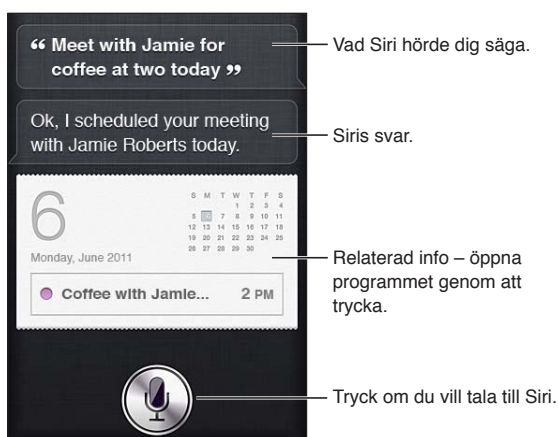 “ Meet with Jamie for
coffee at two today ”
Vad Siri hörde dig säga.
Ok, I scheduled your meeting
with Jamie Roberts today.
Siris svar.
6
Monday, June 2011
S M T W T F S
1 2 3 4
5 6 7 8 9 10 11
12 13 14 15 16 17 18
19 20 21 22 23 24 25
26 27 28 29 30
Coffee with Jamie... 2 PM
Relaterad info – öppna
programmet genom att
trycka.
Tryck om du vill tala till Siri.